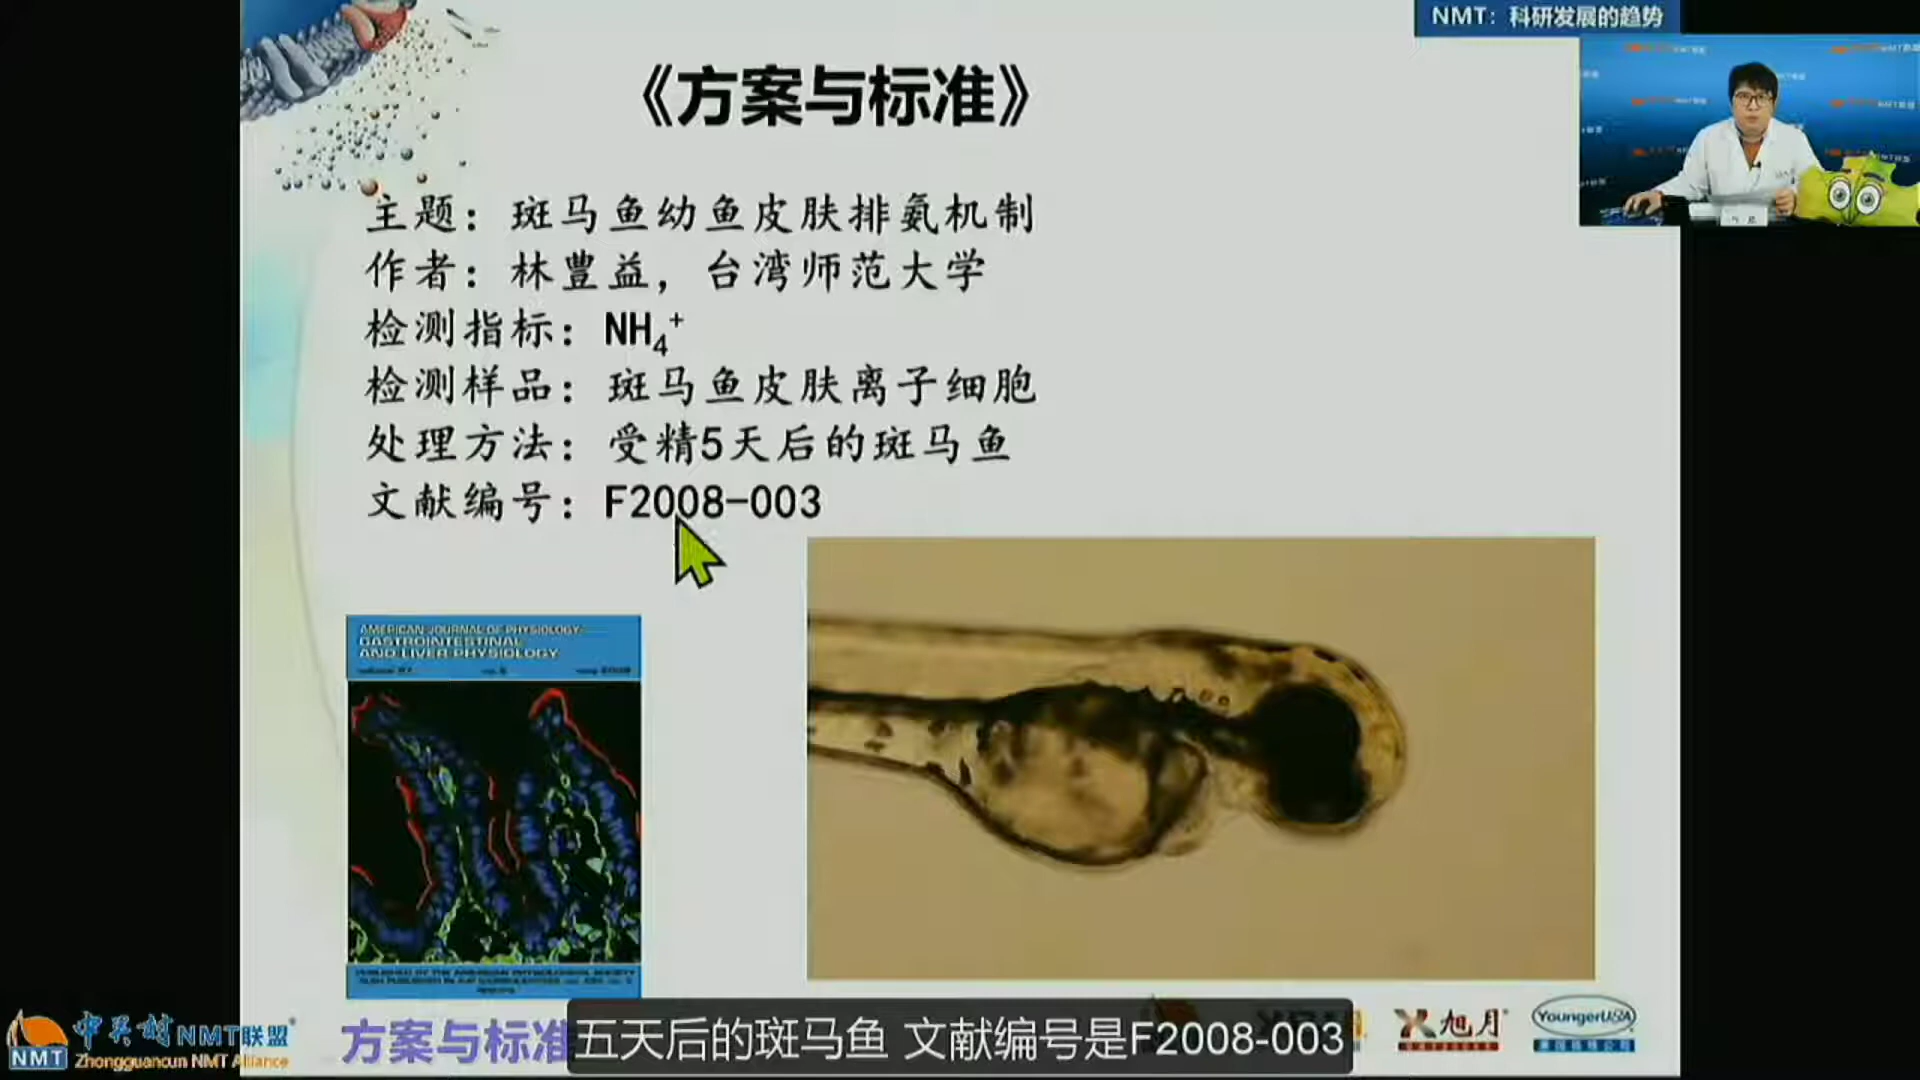 NMT：科研发展的趋势
《方案与标准》
主题：斑马鱼幼鱼皮肤排氨机制
作者：林豊益，台湾师范大学
检测指标：NH₄⁺
检测样品：斑马鱼皮肤离子细胞
处理方法：受精5天后的斑马鱼
文献编号：F2008-003
AMERICAN JOURNAL OF PHYSIOLOGY
GASTROINTESTINAL
AND LIVER PHYSIOLOGY
PUBLISHED BY THE AMERICAN PHYSIOLOGICAL SOCIETY
方案与标准
五天后的斑马鱼 文献编号是F2008-003
中关村NMT联盟
NMT
Zhongguancun NMT Alliance
旭月
YoungerUSA